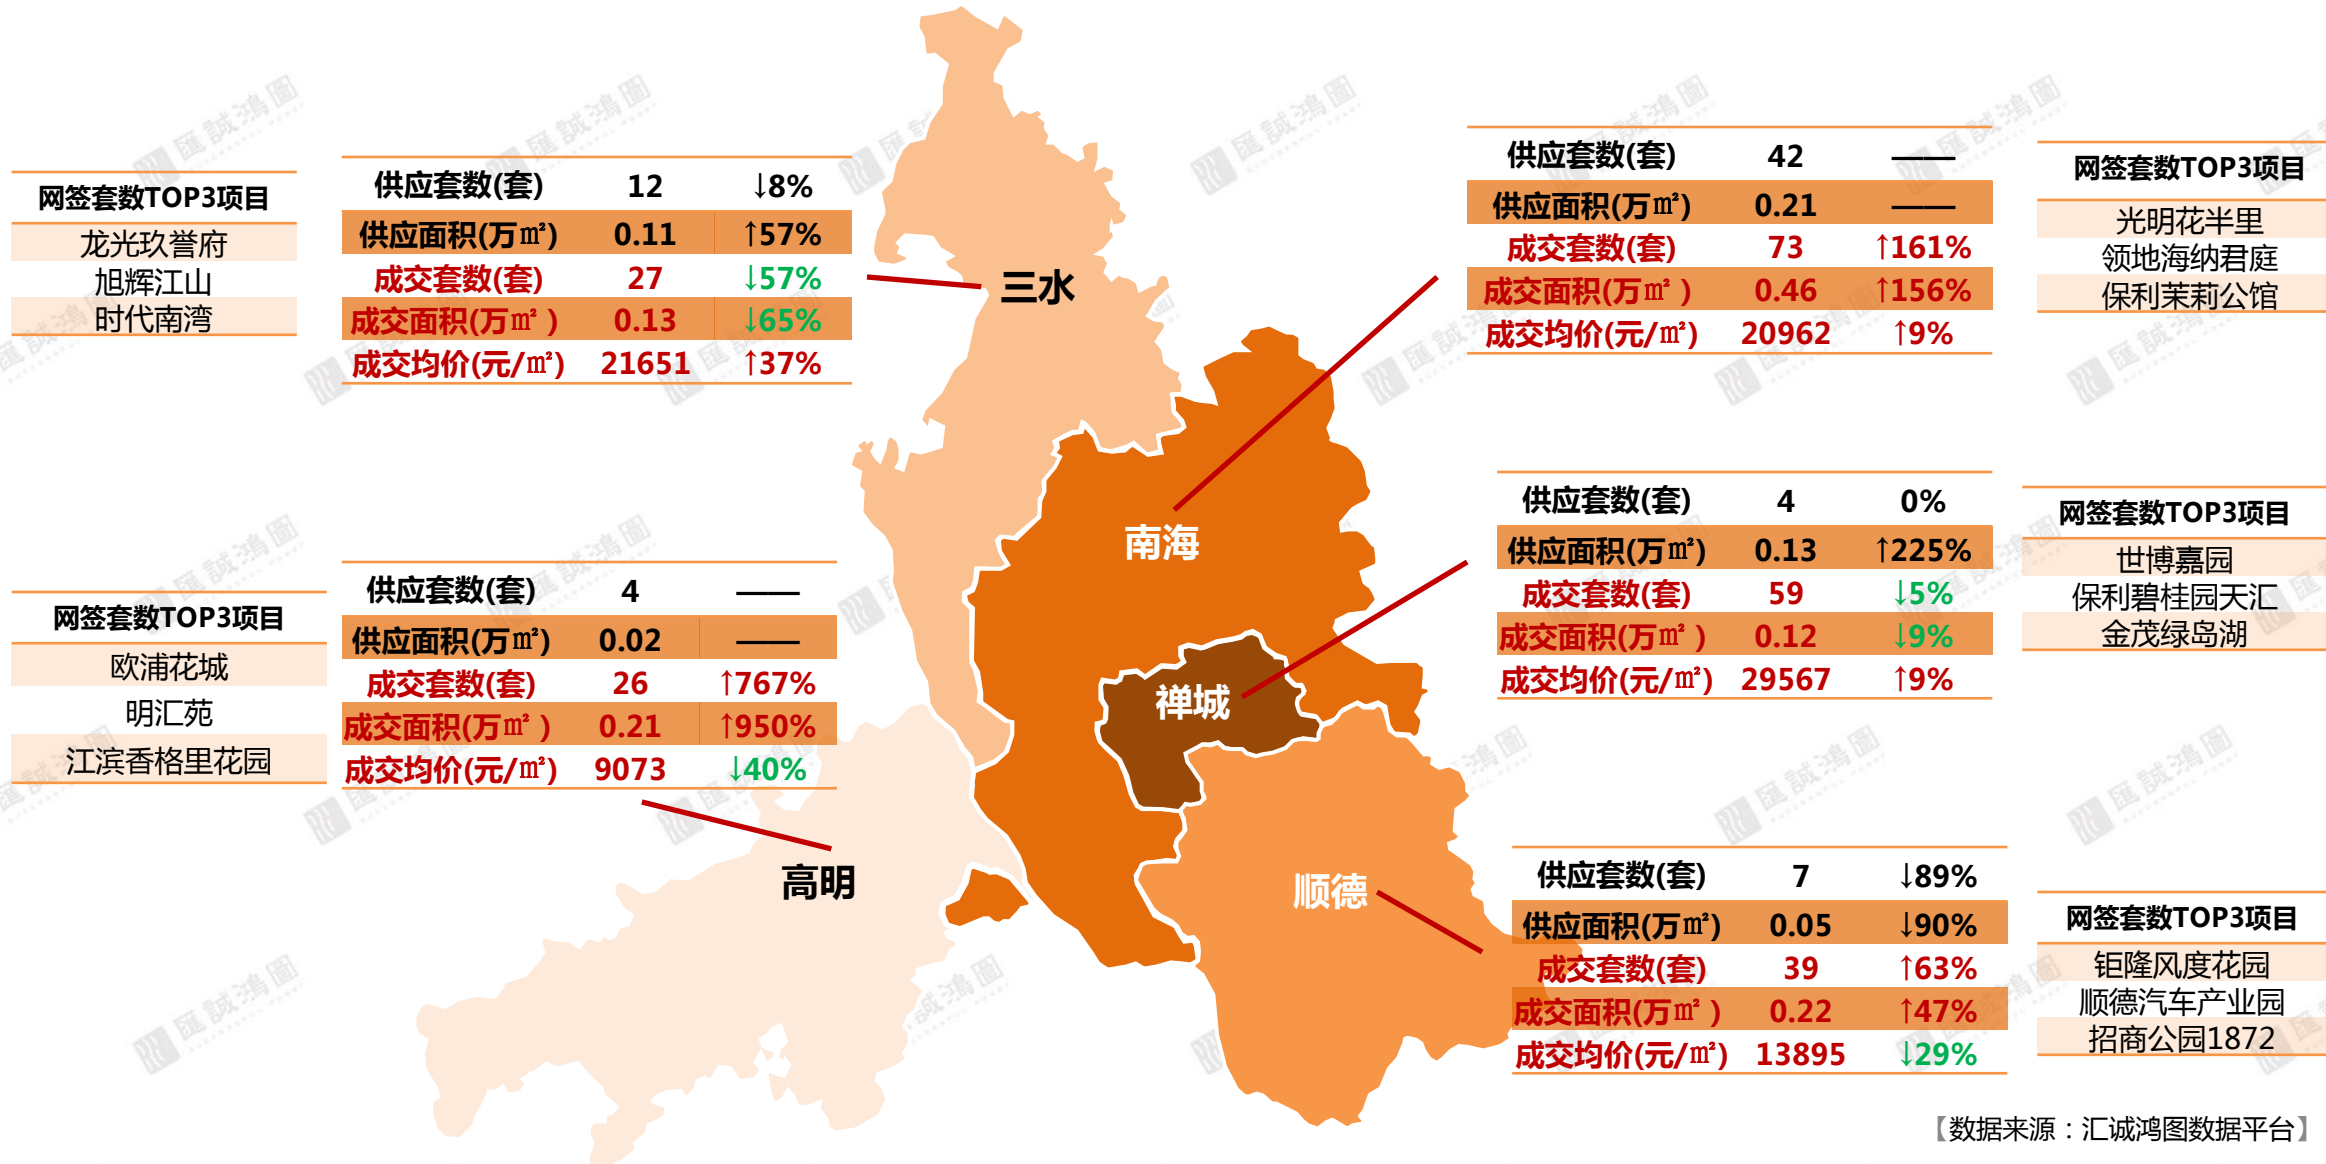 网签套数TOP3项目
龙光玖誉府
旭辉江山
时代南湾
供应套数(套) 12 ↓8%
供应面积(万㎡) 0.11 ↑57%
成交套数(套) 27 ↓57%
成交面积(万㎡ ) 0.13 ↓65%
成交均价(元/㎡) 21651 ↑37%
三水
供应套数(套) 42 ——
供应面积(万㎡) 0.21 ——
成交套数(套) 73 ↑161%
成交面积(万㎡ ) 0.46 ↑156%
成交均价(元/㎡) 20962 ↑9%
网签套数TOP3项目
光明花半里
领地海纳君庭
保利茉莉公馆
南海
供应套数(套) 4 0%
供应面积(万㎡) 0.13 ↑225%
成交套数(套) 59 ↓5%
成交面积(万㎡ ) 0.12 ↓9%
成交均价(元/㎡) 29567 ↑9%
网签套数TOP3项目
世博嘉园
保利碧桂园天汇
金茂绿岛湖
禅城
网签套数TOP3项目
欧浦花城
明汇苑
江滨香格里花园
供应套数(套) 4 ——
供应面积(万㎡) 0.02 ——
成交套数(套) 26 ↑767%
成交面积(万㎡ ) 0.21 ↑950%
成交均价(元/㎡) 9073 ↓40%
高明
顺德
供应套数(套) 7 ↓89%
供应面积(万㎡) 0.05 ↓90%
成交套数(套) 39 ↑63%
成交面积(万㎡ ) 0.22 ↑47%
成交均价(元/㎡) 13895 ↓29%
网签套数TOP3项目
钜隆风度花园
顺德汽车产业园
招商公园1872
【数据来源：汇诚鸿图数据平台】
匯誠鴻圖